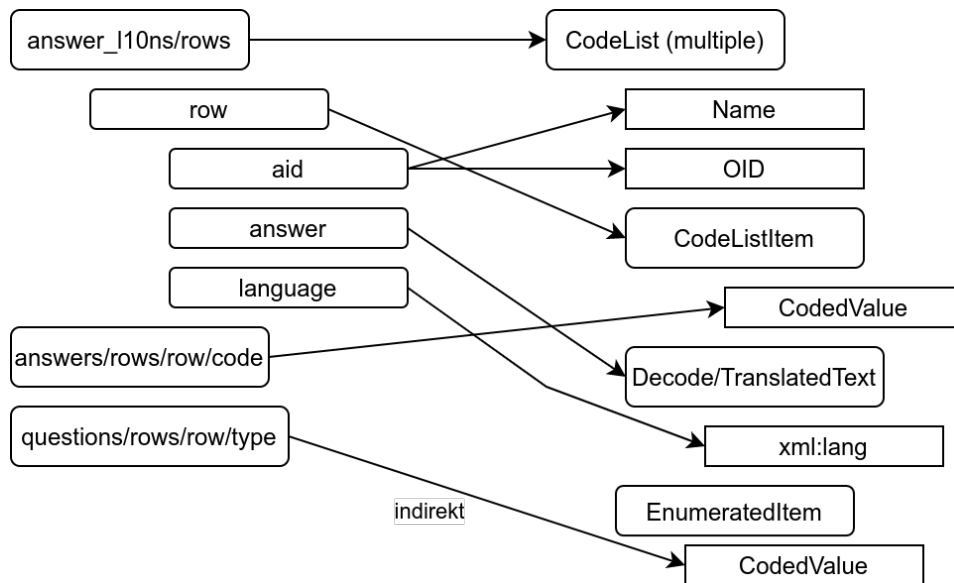 answer_l10ns/rows
CodeList (multiple)
row
Name
aid
OID
answer
CodeListItem
language
CodedValue
answers/rows/row/code
Decode/TranslatedText
questions/rows/row/type
xml:lang
indirekt
EnumeratedItem
CodedValue